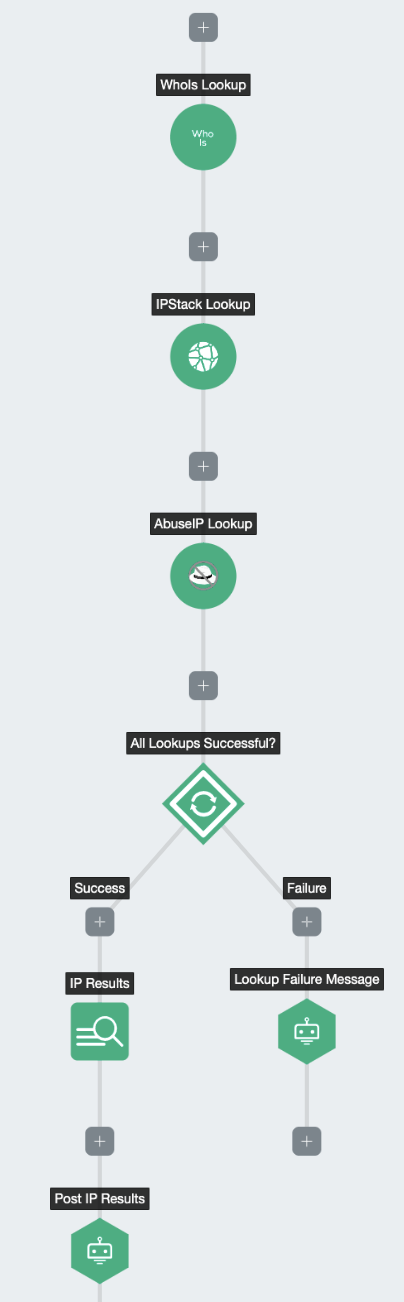 WhoIs Lookup
Who
Is
IPStack Lookup
AbuseIP Lookup
All Lookups Successful?
Success
Failure
IP Results
Lookup Failure Message
Post IP Results